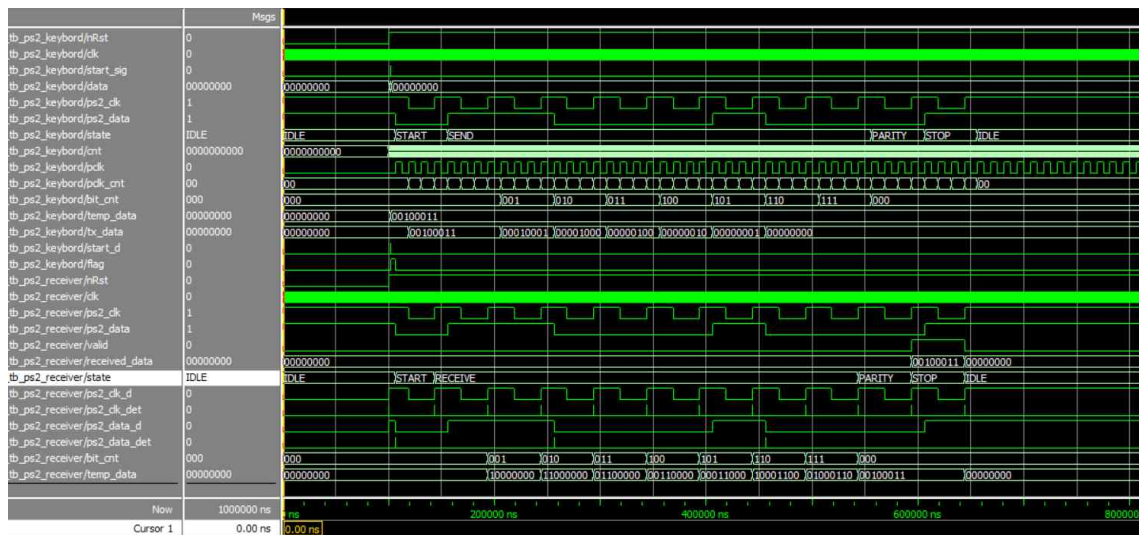 Msgs
tb_ps2_keybord/nRst 0
tb_ps2_keybord/clk 0
tb_ps2_keybord/start_sig 0
tb_ps2_keybord/data 00000000 00000000 00000000
tb_ps2_keybord/ps2_clk 1
tb_ps2_keybord/ps2_data 1
tb_ps2_keybord/state IDLE IDLE START SEND PARITY STOP IDLE
tb_ps2_keybord/cnt 0000000000 0000000000
tb_ps2_keybord/pclk 0
tb_ps2_keybord/pclk_cnt 00 00 00
tb_ps2_keybord/bit_cnt 000 000 001 010 011 100 101 110 111 000
tb_ps2_keybord/temp_data 00000000 00000000 00100011
tb_ps2_keybord/tx_data 00000000 00000000 00100011 00010001 00001000 00000100 00000010 00000001 00000000
tb_ps2_keybord/start_d 0
tb_ps2_keybord/flag 0
tb_ps2_receiver/nRst 0
tb_ps2_receiver/clk 0
tb_ps2_receiver/ps2_clk 1
tb_ps2_receiver/ps2_data 1
tb_ps2_receiver/valid 0
tb_ps2_receiver/received_data 00000000 00000000 00100011 00000000
tb_ps2_receiver/state IDLE IDLE START RECEIVE PARITY STOP IDLE
tb_ps2_receiver/ps2_clk_d 0
tb_ps2_receiver/ps2_clk_det 0
tb_ps2_receiver/ps2_data_d 0
tb_ps2_receiver/ps2_data_det 0
tb_ps2_receiver/bit_cnt 000 000 001 010 011 100 101 110 111 000
tb_ps2_receiver/temp_data 00000000 00000000 10000000 11000000 01100000 00110000 00011000 10001100 01000110 00100011 00000000
Now 1000000 ns ns 200000 ns 400000 ns 600000 ns 800000
Cursor 1 0.00 ns 0.00 ns